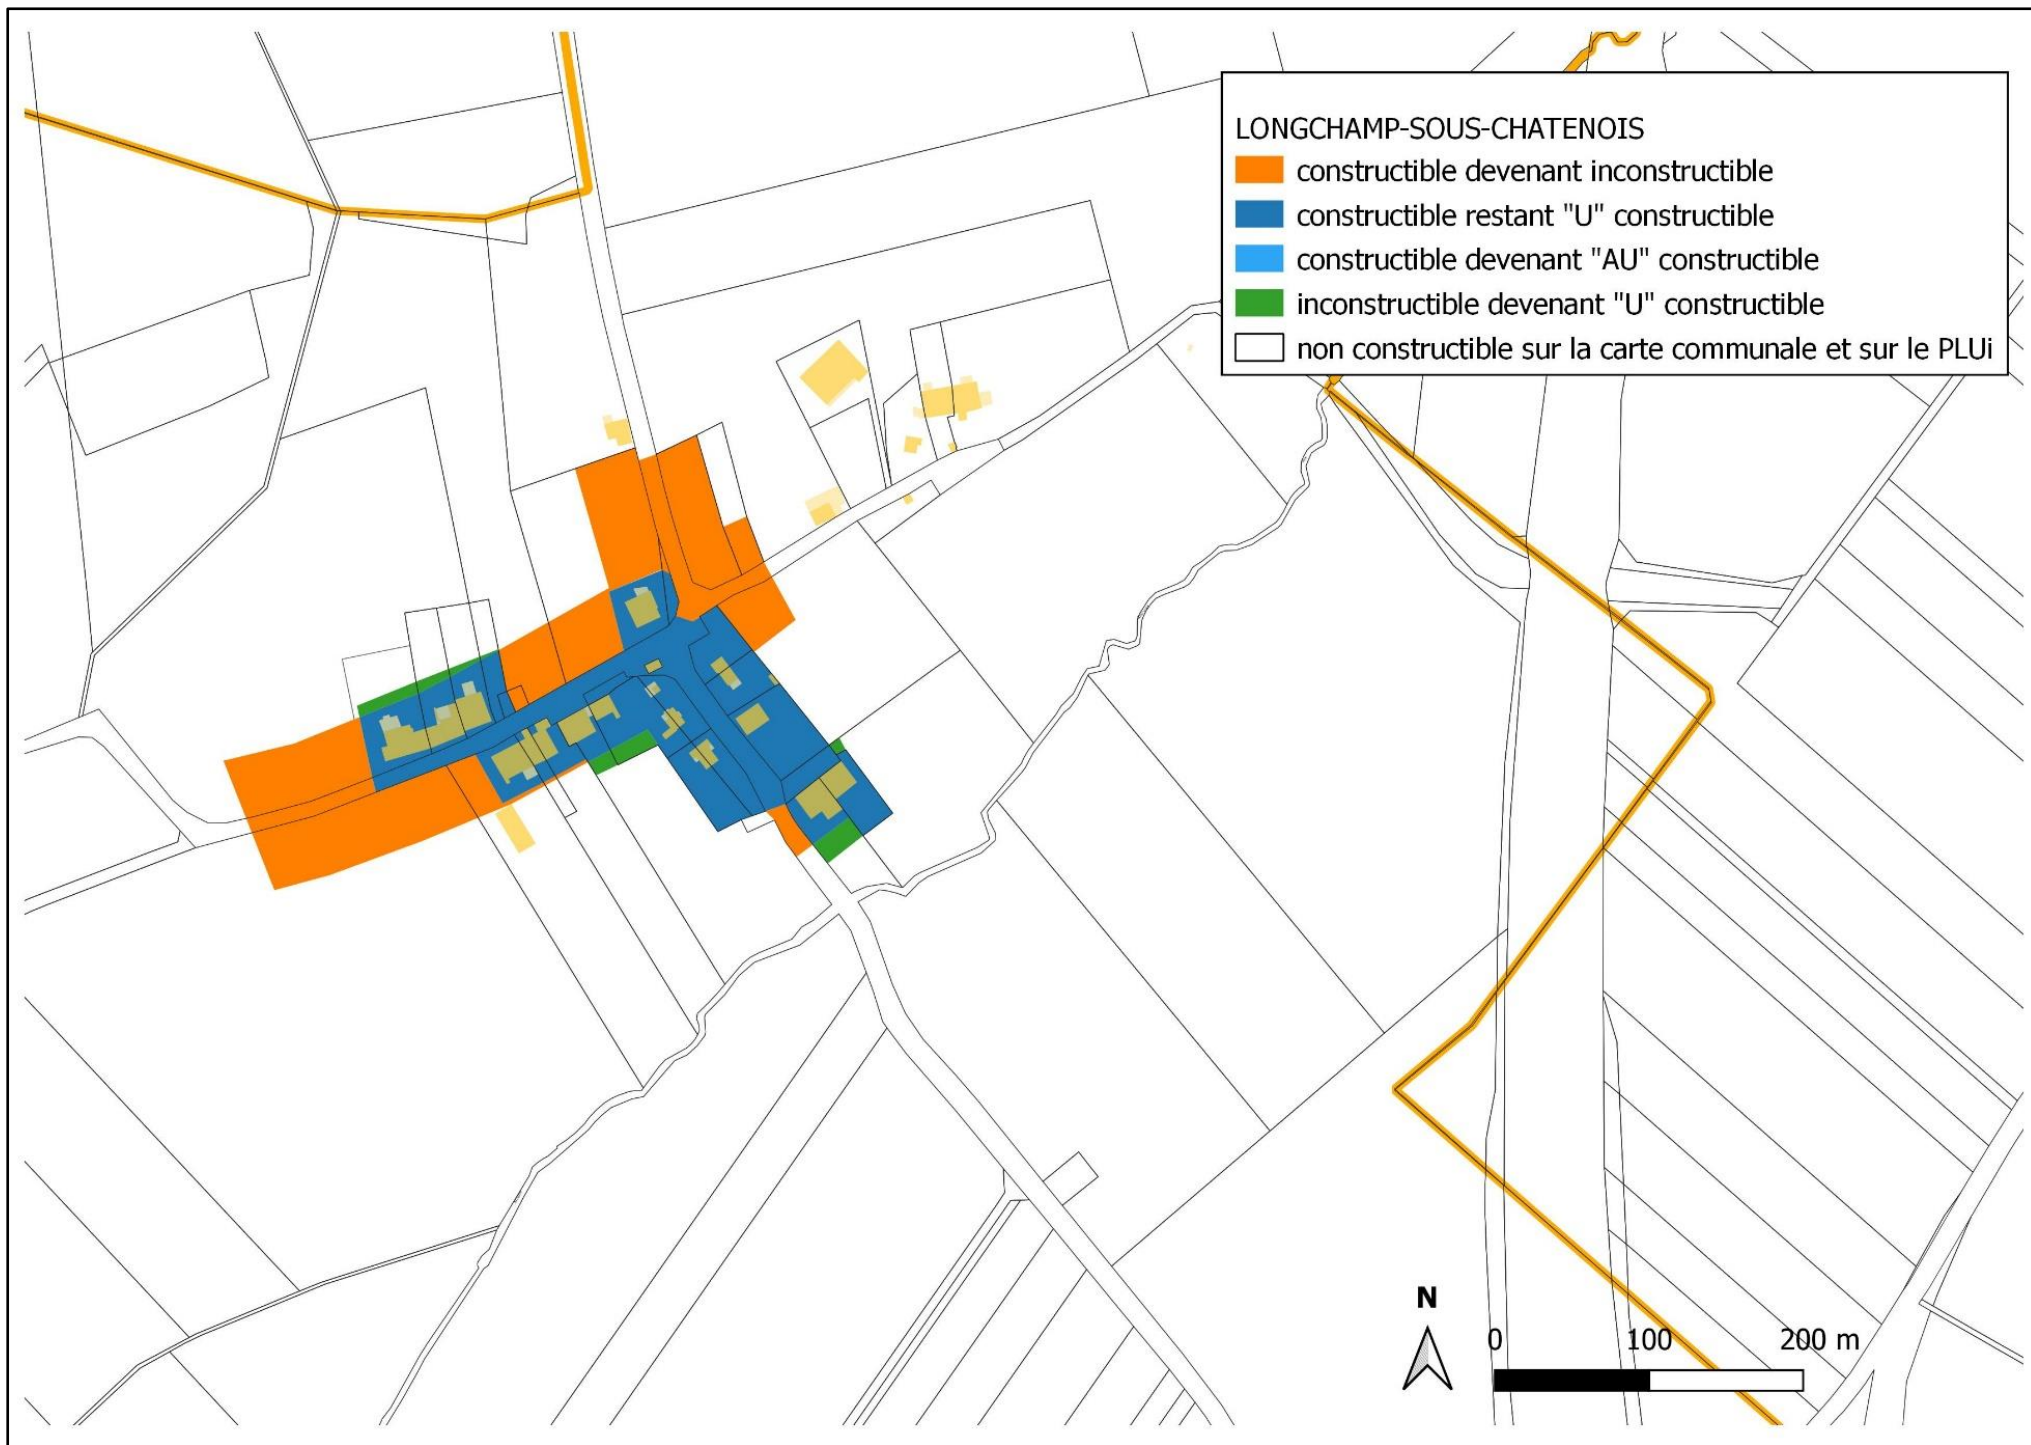 LONGCHAMP-SOUS-CHATENOIS
constructible devenant inconstructible
constructible restant "U" constructible
constructible devenant "AU" constructible
inconstructible devenant "U" constructible
non constructible sur la carte communale et sur le PLUi
N
0 100 200 m